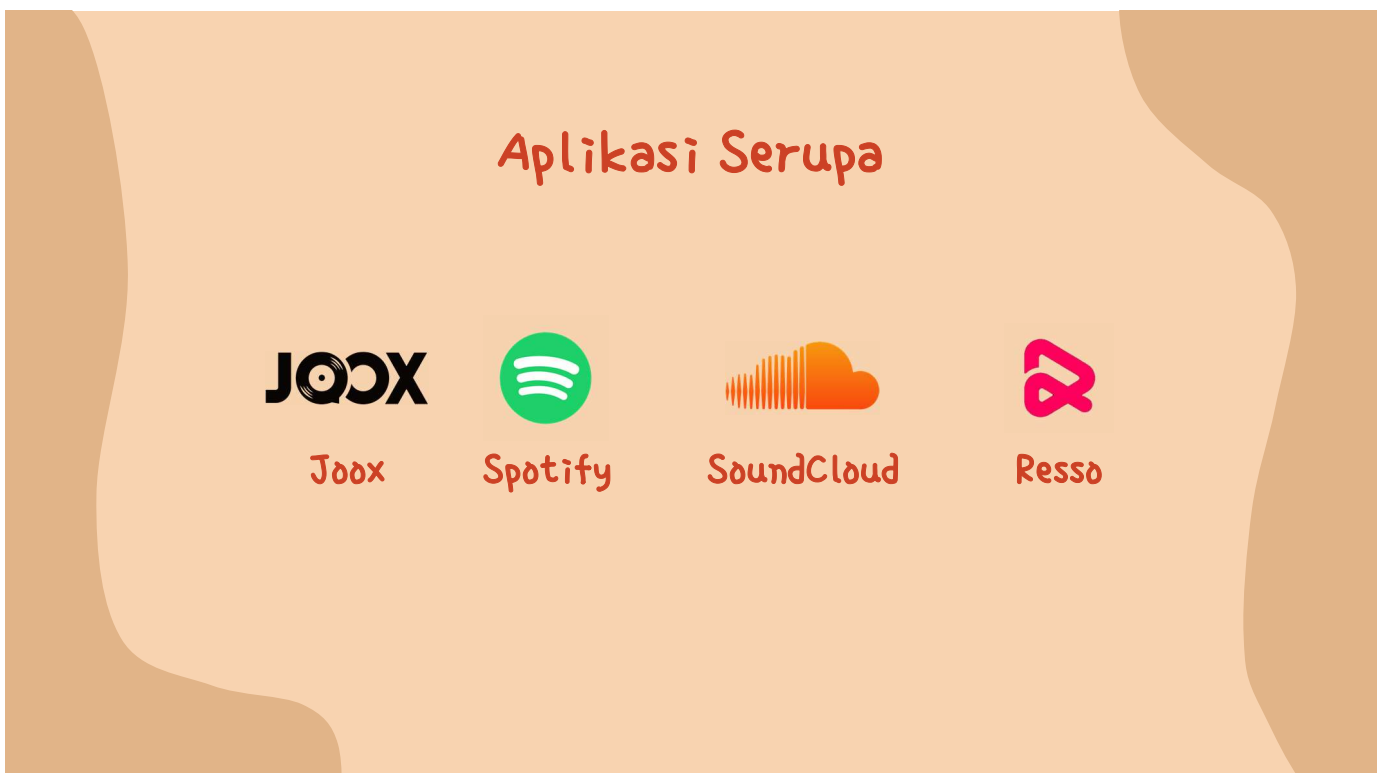 Aplikasi Serupa
JOOX
Joox
Spotify
SoundCloud
Resso